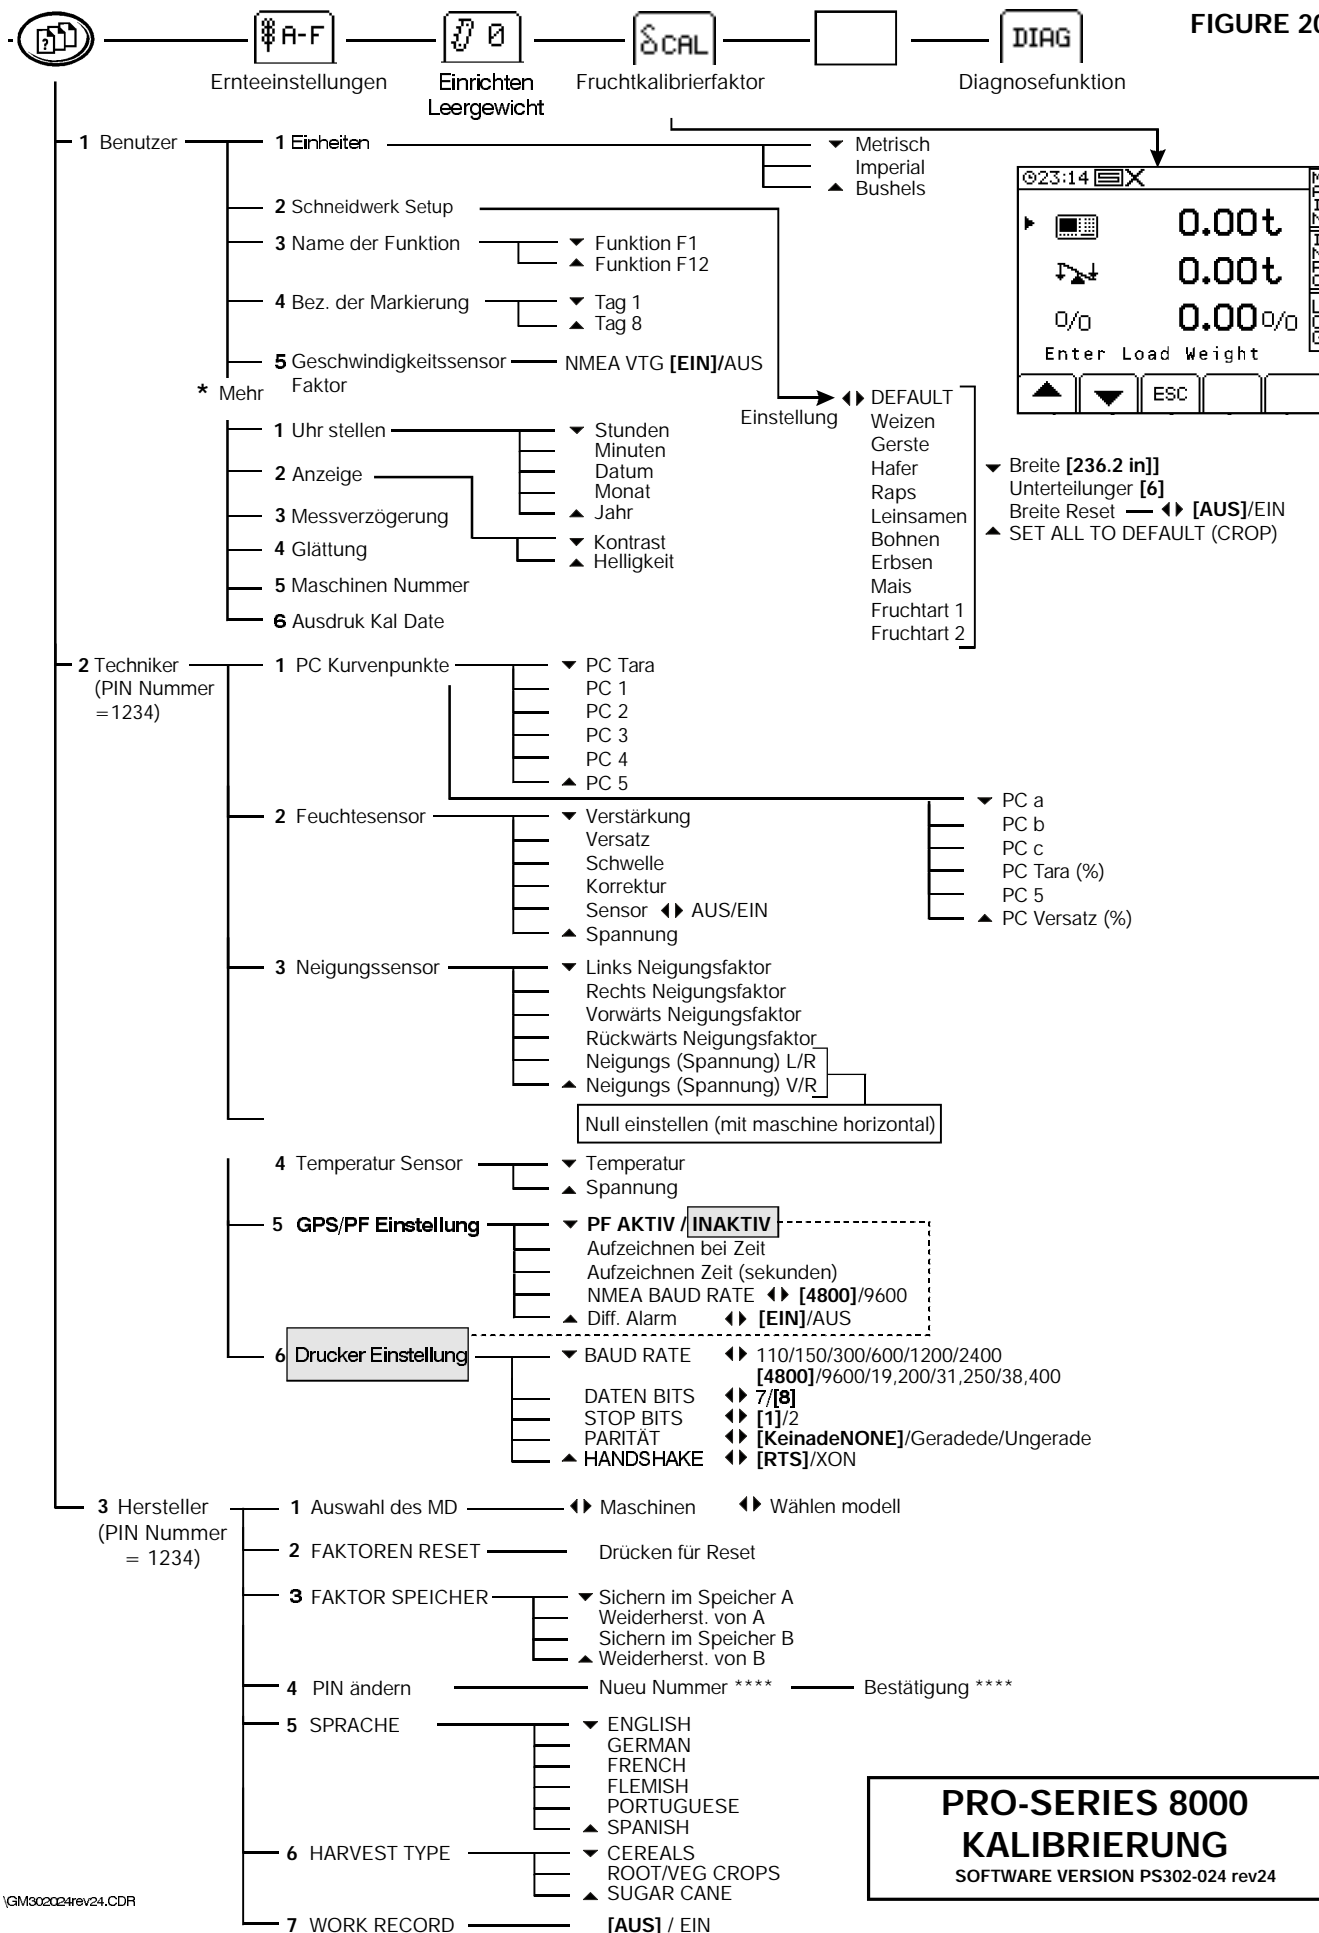 FIGURE 20
A-F
0
CAL
DIAG
Ernteeinstellungen
Einrichten
Leergewicht
Fruchtkalibrierfaktor
Diagnosefunktion
1 Benutzer
1 Einheiten
Metrisch
Imperial
Bushels
2 Schneidwerk Setup
3 Name der Funktion
Funktion F1
Funktion F12
4 Bez. der Markierung
Tag 1
Tag 8
5 Geschwindigkeitssensor
Faktor
NMEA VTG [EIN]/AUS
* Mehr
23:14
0.00t
0.00t
0/0 0.00 0/0
Enter Load Weight
ESC
Einstellung
DEFAULT
Weizen
Gerste
Hafer
Raps
Leinsamen
Bohnen
Erbsen
Mais
Fruchtart 1
Fruchtart 2
Breite [236.2 in]]
Unterteilunger [6]
Breite Reset [AUS]/EIN
SET ALL TO DEFAULT (CROP)
1 Uhr stellen
Stunden
Minuten
Datum
Monat
Jahr
2 Anzeige
Kontrast
Helligkeit
3 Messverzögerung
4 Glättung
5 Maschinen Nummer
6 Ausdruk Kal Date
2 Techniker
(PIN Nummer
=1234)
1 PC Kurvenpunkte
PC Tara
PC 1
PC 2
PC 3
PC 4
PC 5
PC a
PC b
PC c
PC Tara (%)
PC 5
PC Versatz (%)
2 Feuchtesensor
Verstärkung
Versatz
Schwelle
Korrektur
Sensor AUS/EIN
Spannung
3 Neigungssensor
Links Neigungsfaktor
Rechts Neigungsfaktor
Vorwärts Neigungsfaktor
Rückwärts Neigungsfaktor
Neigungs (Spannung) L/R
Neigungs (Spannung) V/R
Null einstellen (mit maschine horizontal)
4 Temperatur Sensor
Temperatur
Spannung
5 GPS/PF Einstellung
PF AKTIV / INAKTIV
Aufzeichnen bei Zeit
Aufzeichnen Zeit (sekunden)
NMEA BAUD RATE [4800]/9600
Diff. Alarm [EIN]/AUS
6 Drucker Einstellung
BAUD RATE 110/150/300/600/1200/2400
[4800]/9600/19,200/31,250/38,400
DATEN BITS 7/[8]
STOP BITS [1]/2
PARITÄT [KeinadeNONE]/Geradede/Ungerade
HANDSHAKE [RTS]/XON
3 Hersteller
(PIN Nummer
= 1234)
1 Auswahl des MD
Maschinen
Wählen modell
2 FAKTOREN RESET
Drücken für Reset
3 FAKTOR SPEICHER
Sichern im Speicher A
Weiderherst. von A
Sichern im Speicher B
Weiderherst. von B
4 PIN ändern
Nueu Nummer ****
Bestätigung ****
5 SPRACHE
ENGLISH
GERMAN
FRENCH
FLEMISH
PORTUGUESE
SPANISH
6 HARVEST TYPE
CEREALS
ROOT/VEG CROPS
SUGAR CANE
7 WORK RECORD
[AUS] / EIN
PRO-SERIES 8000
KALIBRIERUNG
SOFTWARE VERSION PS302-024 rev24
\GM302024rev24.CDR